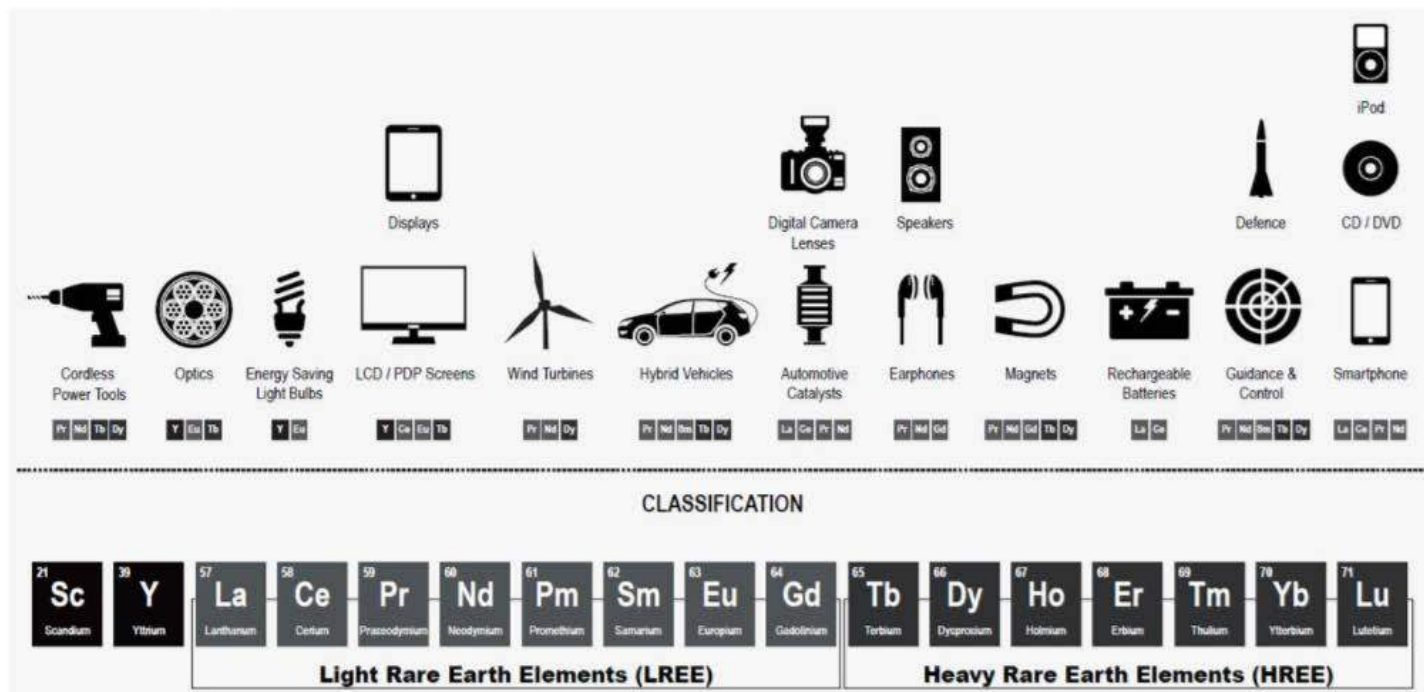 iPod
Displays
Digital Camera
Lenses
Speakers
Defence
CD / DVD
Cordless
Power Tools
Optics
Energy Saving
Light Bulbs
LCD / PDP Screens
Wind Turbines
Hybrid Vehicles
Automotive
Catalysts
Earphones
Magnets
Rechargeable
Batteries
Guidance &
Control
Smartphone
Pr Nd Tb Dy
Y Eu Tb
Y Eu
Y Ce Eu Tb
Pr Nd Dy
Pr Nd Sm Tb Dy
La Ce Pr Nd
Pr Nd Gd
Pr Nd Gd Tb Dy
La Ce
Pr Nd Sm Tb Dy
La Ce Pr Nd
CLASSIFICATION
21
Sc
Scandium
39
Y
Yttrium
57
La
Lanthanum
58
Ce
Cerium
59
Pr
Praseodymium
60
Nd
Neodymium
61
Pm
Promethium
62
Sm
Samarium
63
Eu
Europium
64
Gd
Gadolinium
65
Tb
Terbium
66
Dy
Dysprosium
67
Ho
Holmium
68
Er
Erbium
69
Tm
Thulium
70
Yb
Ytterbium
71
Lu
Lutetium
Light Rare Earth Elements (LREE)
Heavy Rare Earth Elements (HREE)